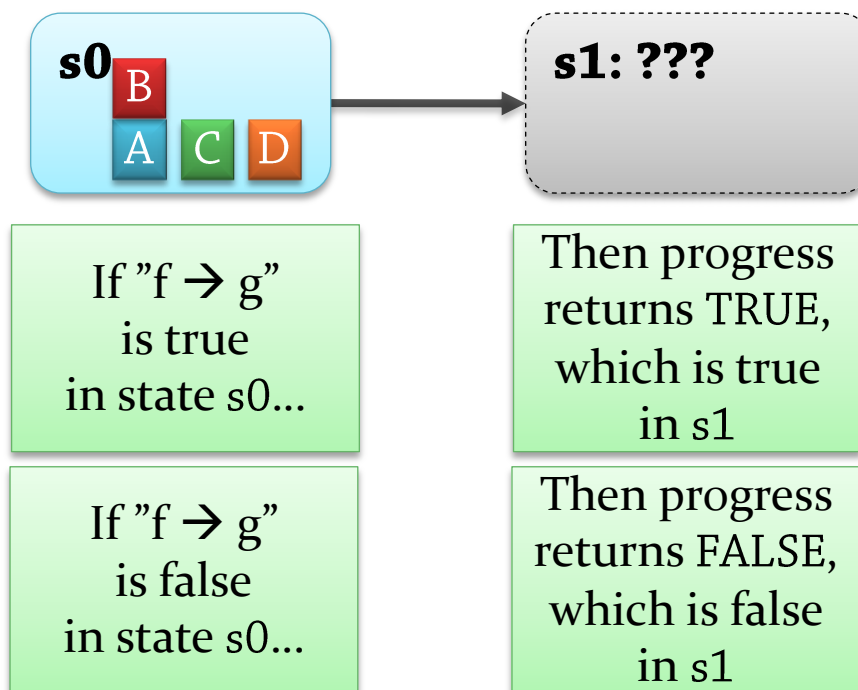 s0
B
A C D
s1: ???
If ”f → g”
is true
in state s0...
Then progress
returns TRUE,
which is true
in s1
If ”f → g”
is false
in state s0...
Then progress
returns FALSE,
which is false
in s1